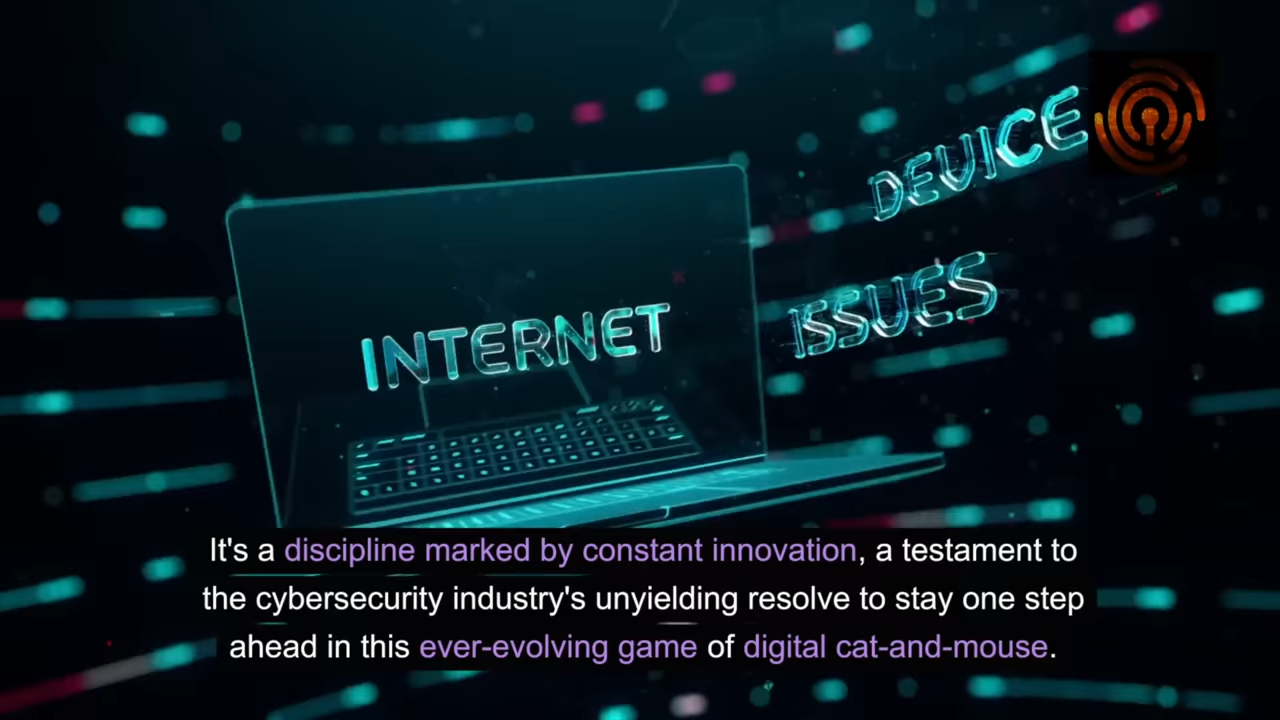 DEVICE
ISSUES
INTERNET
It's a discipline marked by constant innovation, a testament to
the cybersecurity industry's unyielding resolve to stay one step
ahead in this ever-evolving game of digital cat-and-mouse.